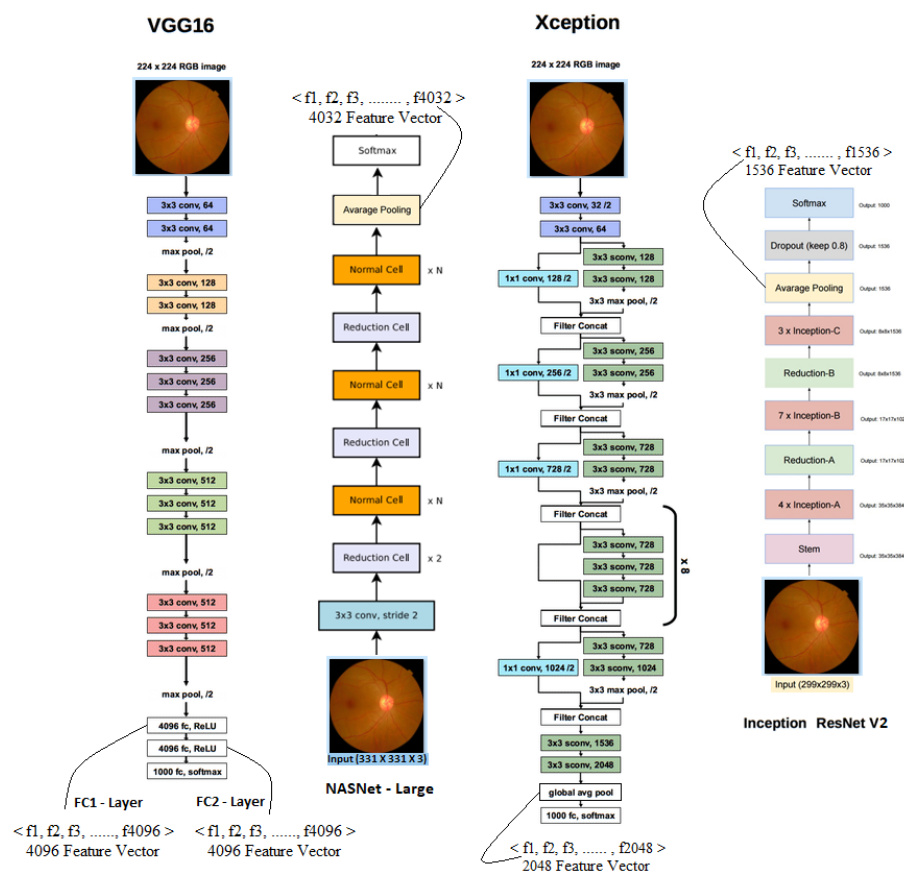 VGG16
224 x 224 RGB image
3x3 conv, 64
3x3 conv, 64
max pool, /2
3x3 conv, 128
3x3 conv, 128
max pool, /2
3x3 conv, 256
3x3 conv, 256
3x3 conv, 256
max pool, /2
3x3 conv, 512
3x3 conv, 512
3x3 conv, 512
max pool, /2
3x3 conv, 512
3x3 conv, 512
3x3 conv, 512
max pool, /2
4096 fc, ReLU
4096 fc, ReLU
1000 fc, softmax
FC1 - Layer
FC2 - Layer
< f1, f2, f3, ......, f4096 >
4096 Feature Vector
< f1, f2, f3, ......, f4096 >
4096 Feature Vector
< f1, f2, f3, ........ , f4032 >
4032 Feature Vector
Softmax
Avarage Pooling
Normal Cell
x N
Reduction Cell
Normal Cell
x N
Reduction Cell
Normal Cell
x N
Reduction Cell
x 2
3x3 conv, stride 2
Input (331 X 331 X 3)
NASNet - Large
Xception
224 x 224 RGB image
3x3 conv, 32 /2
3x3 conv, 64
3x3 sconv, 128
1x1 conv, 128 /2
3x3 sconv, 128
3x3 max pool, /2
Filter Concat
3x3 sconv, 256
1x1 conv, 256 /2
3x3 sconv, 256
3x3 max pool, /2
Filter Concat
3x3 sconv, 728
1x1 conv, 728 /2
3x3 sconv, 728
3x3 max pool, /2
Filter Concat
3x3 sconv, 728
3x3 sconv, 728
3x3 sconv, 728
x 8
Filter Concat
3x3 sconv, 728
1x1 conv, 1024 /2
3x3 sconv, 1024
3x3 max pool, /2
Filter Concat
3x3 sconv, 1536
3x3 sconv, 2048
global avg pool
1000 fc, softmax
< f1, f2, f3, ...... , f2048 >
2048 Feature Vector
< f1, f2, f3, ....... , f1536 >
1536 Feature Vector
Softmax
Output: 1000
Dropout (keep 0.8)
Output: 1536
Avarage Pooling
Output: 1536
3 x Inception-C
Output: 8x8x1536
Reduction-B
Output: 8x8x1536
7 x Inception-B
Output: 17x17x102
Reduction-A
Output: 17x17x102
4 x Inception-A
Output: 35x35x384
Stem
Output: 35x35x384
Input (299x299x3)
Inception ResNet V2